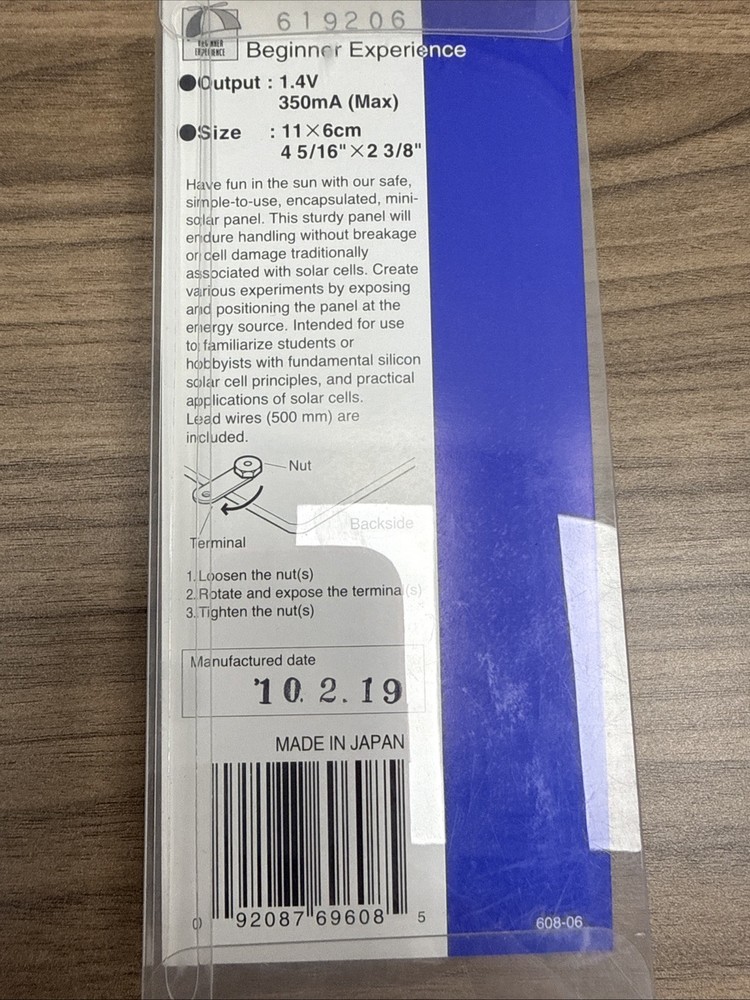 619206
BEGINNER
EXPERIENCE
Beginner Experience
●Output : 1.4V
350mA (Max)
●Size : 11×6cm
4 5/16"×2 3/8"
Have fun in the sun with our safe,
simple-to-use, encapsulated, mini-
solar panel. This sturdy panel will
endure handling without breakage
or cell damage traditionally
associated with solar cells. Create
various experiments by exposing
and positioning the panel at the
energy source. Intended for use
to familiarize students or
hobbyists with fundamental silicon
solar cell principles, and practical
applications of solar cells.
Lead wires (500 mm) are
included.
Nut
Backside
Terminal
1. Loosen the nut(s)
2. Rotate and expose the terminal(s)
3. Tighten the nut(s)
Manufactured date
'10. 2. 19
MADE IN JAPAN
0 92087 69608 5
608-06